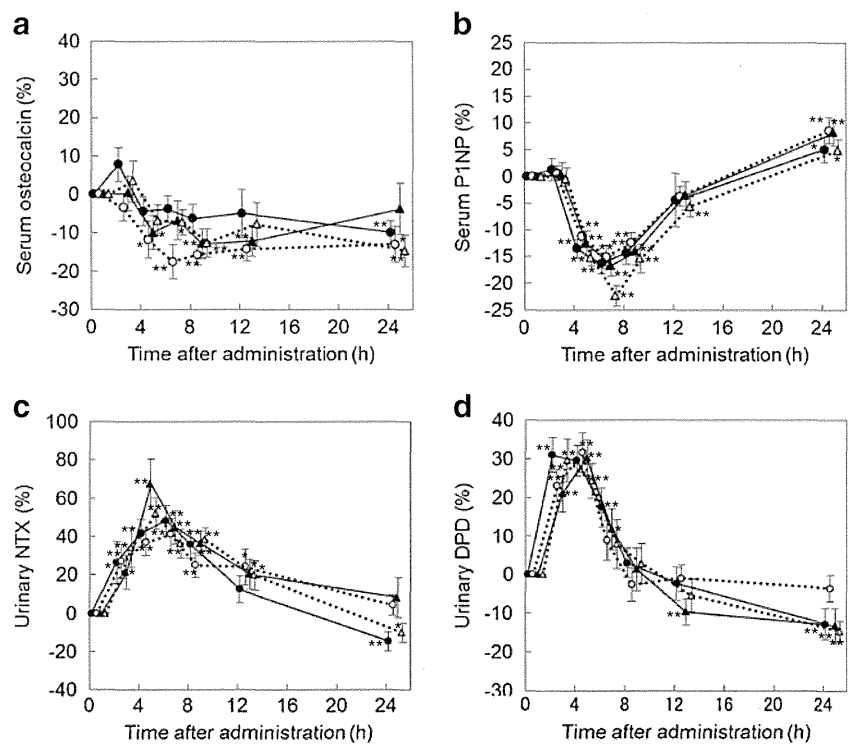 a
Serum osteocalcin (%)
40
30
20
10
0
-10
-20
-30
0 4 8 12 16 20 24
Time after administration (h)
b
Serum P1NP (%)
25
20
15
10
5
0
-5
-10
-15
-20
-25
0 4 8 12 16 20 24
Time after administration (h)
c
Urinary NTX (%)
100
80
60
40
20
0
-20
-40
0 4 8 12 16 20 24
Time after administration (h)
d
Urinary DPD (%)
40
30
20
10
0
-10
-20
-30
0 4 8 12 16 20 24
Time after administration (h)